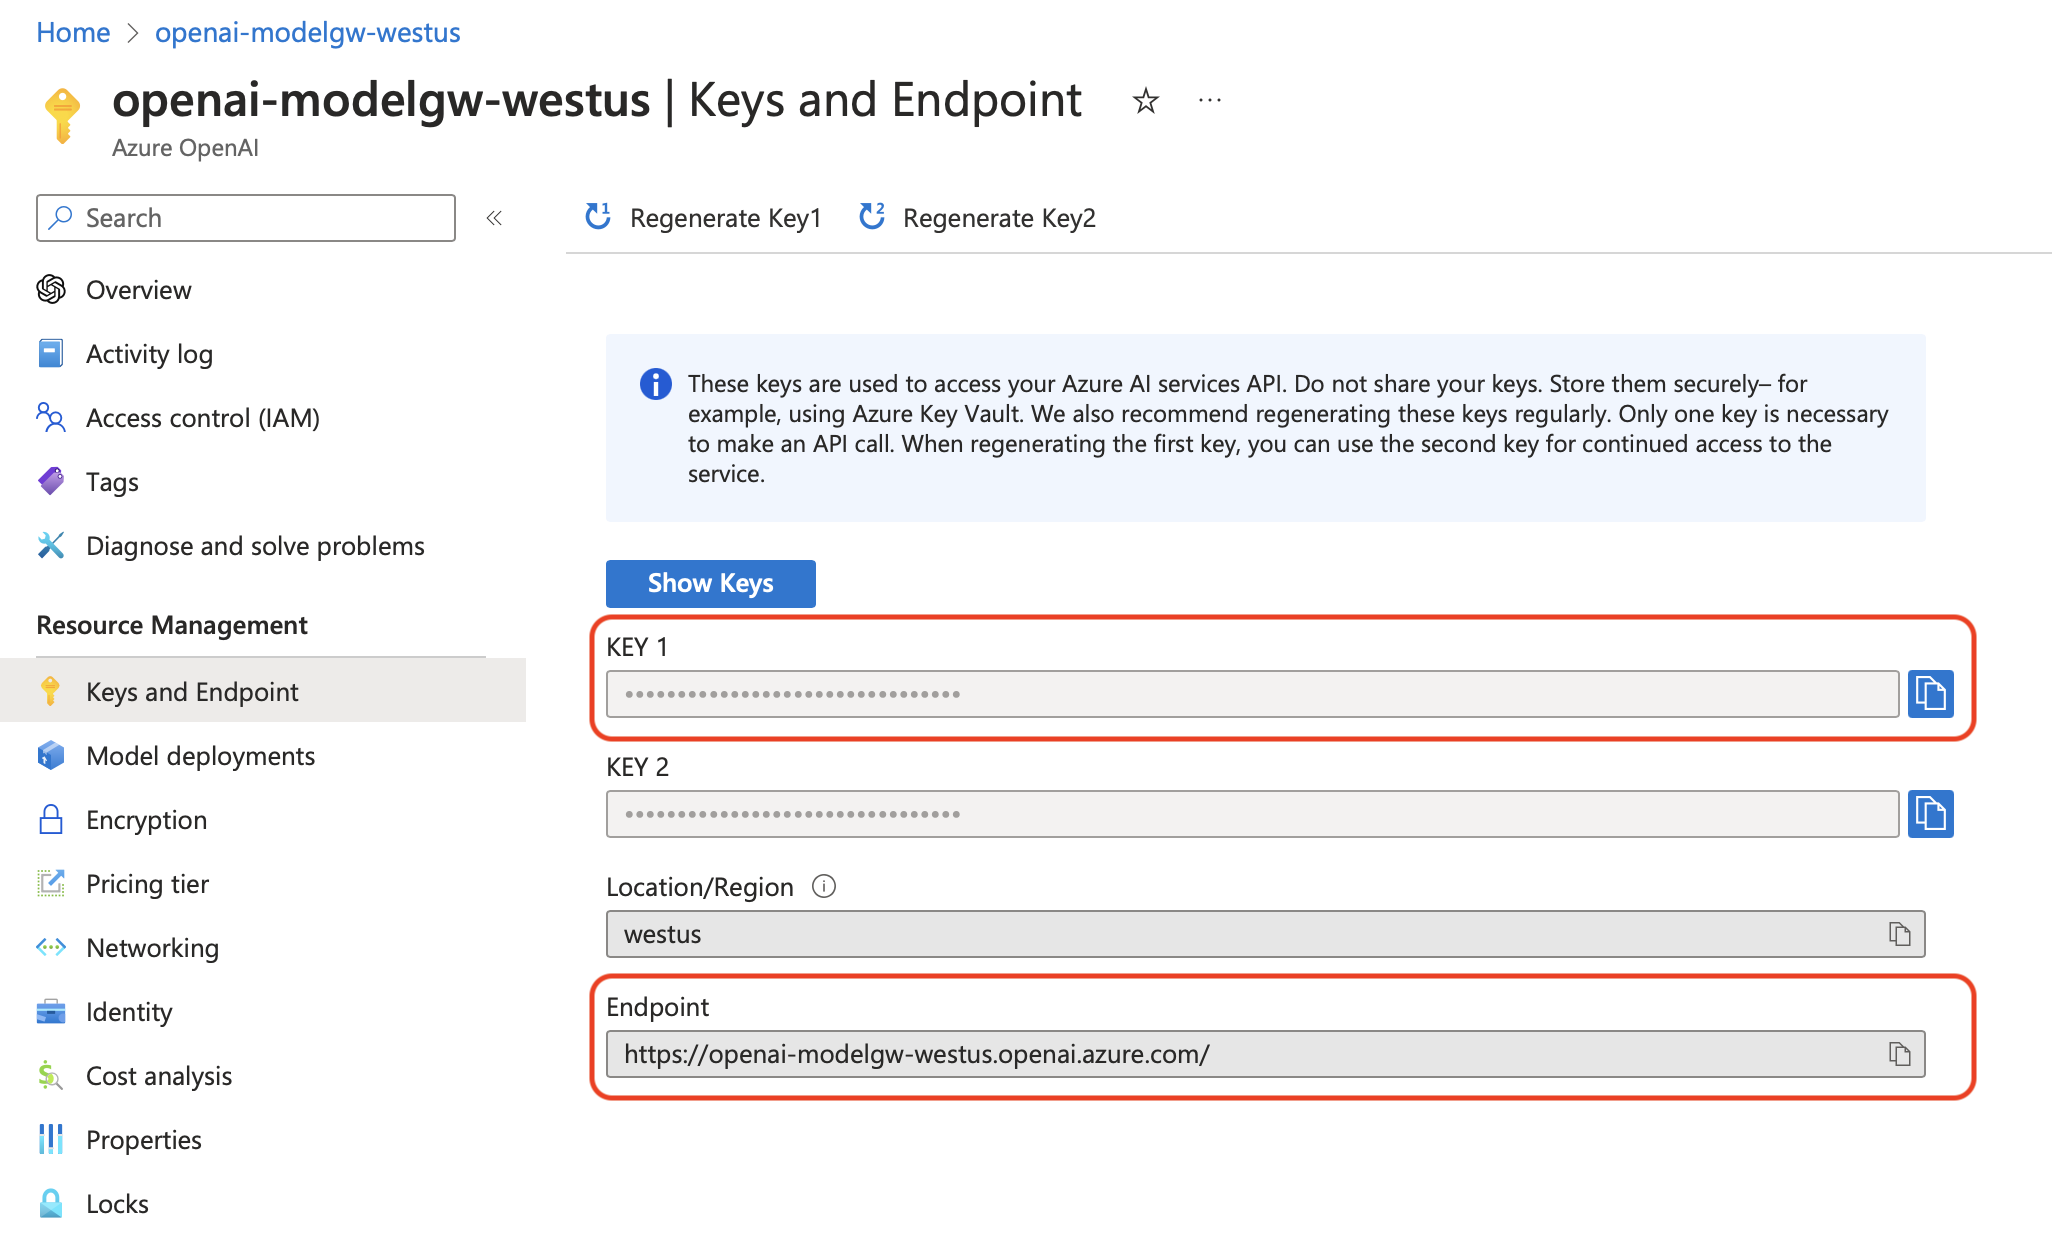 Home > openai-modelgw-westus
openai-modelgw-westus | Keys and Endpoint ☆ ···
Azure OpenAI
Search «
Overview
Activity log
Access control (IAM)
Tags
Diagnose and solve problems
Resource Management
Keys and Endpoint
Model deployments
Encryption
Pricing tier
Networking
Identity
Cost analysis
Properties
Locks
1 Regenerate Key1 2 Regenerate Key2
These keys are used to access your Azure AI services API. Do not share your keys. Store them securely– for
example, using Azure Key Vault. We also recommend regenerating these keys regularly. Only one key is necessary
to make an API call. When regenerating the first key, you can use the second key for continued access to the
service.
Show Keys
KEY 1
••••••••••••••••••••••••••••••••
KEY 2
••••••••••••••••••••••••••••••••
Location/Region
westus
Endpoint
https://openai-modelgw-westus.openai.azure.com/